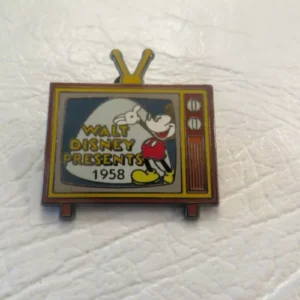 WALT
DISNEY
PRESENTS
1958